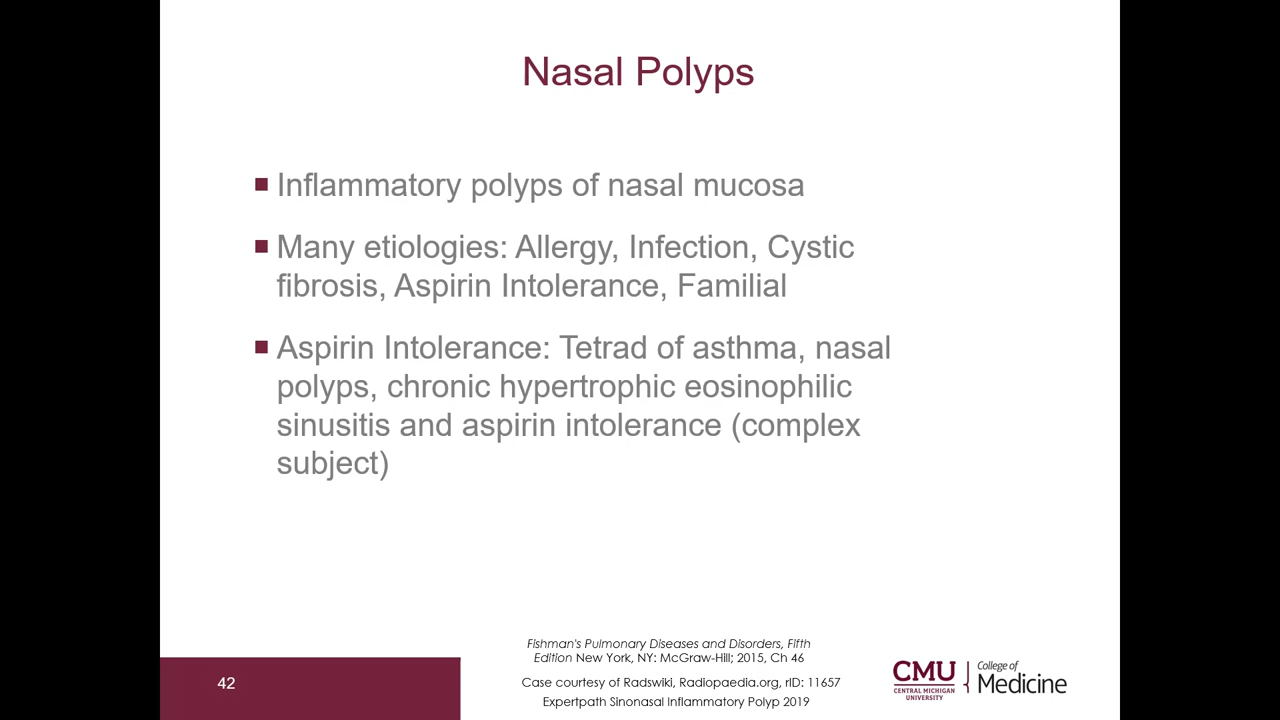 Nasal Polyps
Inflammatory polyps of nasal mucosa
Many etiologies: Allergy, Infection, Cystic
fibrosis, Aspirin Intolerance, Familial
Aspirin Intolerance: Tetrad of asthma, nasal
polyps, chronic hypertrophic eosinophilic
sinusitis and aspirin intolerance (complex
subject)
Fishman's Pulmonary Diseases and Disorders, Fifth
Edition New York, NY: McGraw-Hill; 2015, Ch 46
Case courtesy of Radswiki, Radiopaedia.org, rID: 11657
Expertpath Sinonasal Inflammatory Polyp 2019
42
CMU
CENTRAL MICHIGAN
UNIVERSITY
College of
Medicine